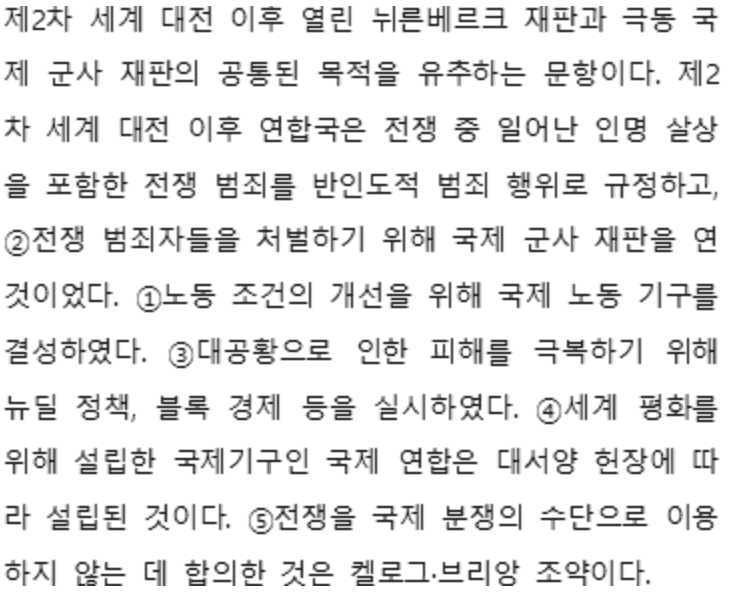 제2차 세계 대전 이후 열린 뉘른베르크 재판과 극동 국
제 군사 재판의 공통된 목적을 유추하는 문항이다. 제2
차 세계 대전 이후 연합국은 전쟁 중 일어난 인명 살상
을 포함한 전쟁 범죄를 반인도적 범죄 행위로 규정하고,
②전쟁 범죄자들을 처벌하기 위해 국제 군사 재판을 연
것이었다. ①노동 조건의 개선을 위해 국제 노동 기구를
결성하였다. ③대공황으로 인한 피해를 극복하기 위해
뉴딜 정책, 블록 경제 등을 실시하였다. ④세계 평화를
위해 설립한 국제기구인 국제 연합은 대서양 헌장에 따
라 설립된 것이다. ⑤전쟁을 국제 분쟁의 수단으로 이용
하지 않는 데 합의한 것은 켈로그·브리앙 조약이다.